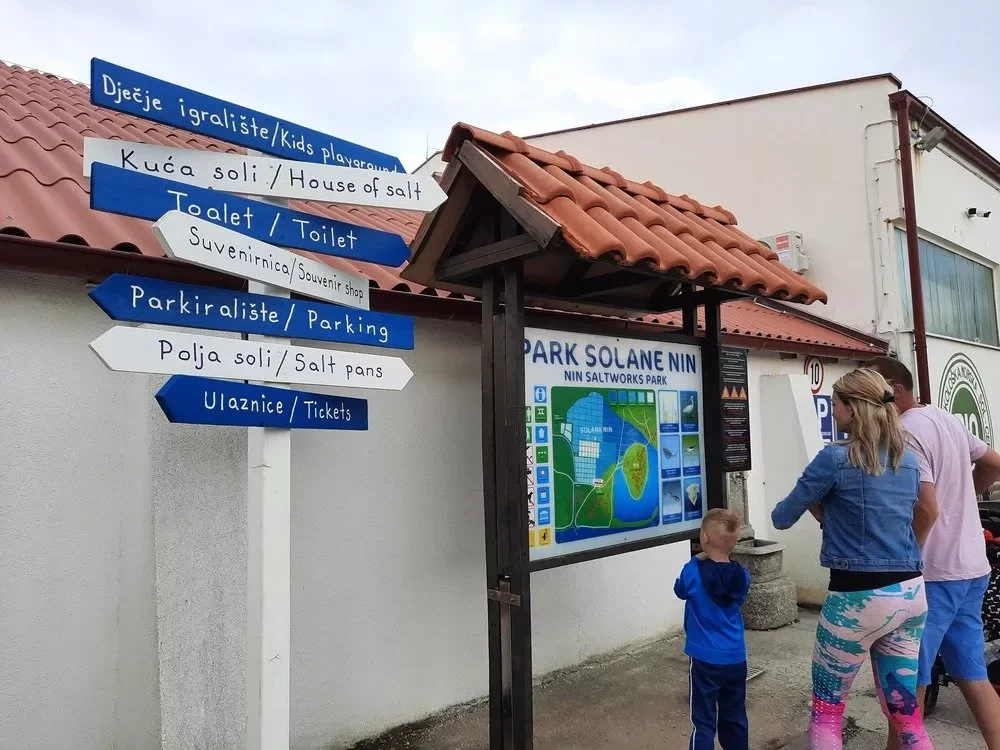 Dječje igralište/Kids playground
Kuća soli / House of salt
Toalet / Toilet
Suvenirnica/Souvenir shop
Parkiralište / Parking
Polja soli / Salt pans
Ulaznice / Tickets
PARK SOLANE NIN
NIN SALTWORKS PARK
SOLANA NIN
10
P